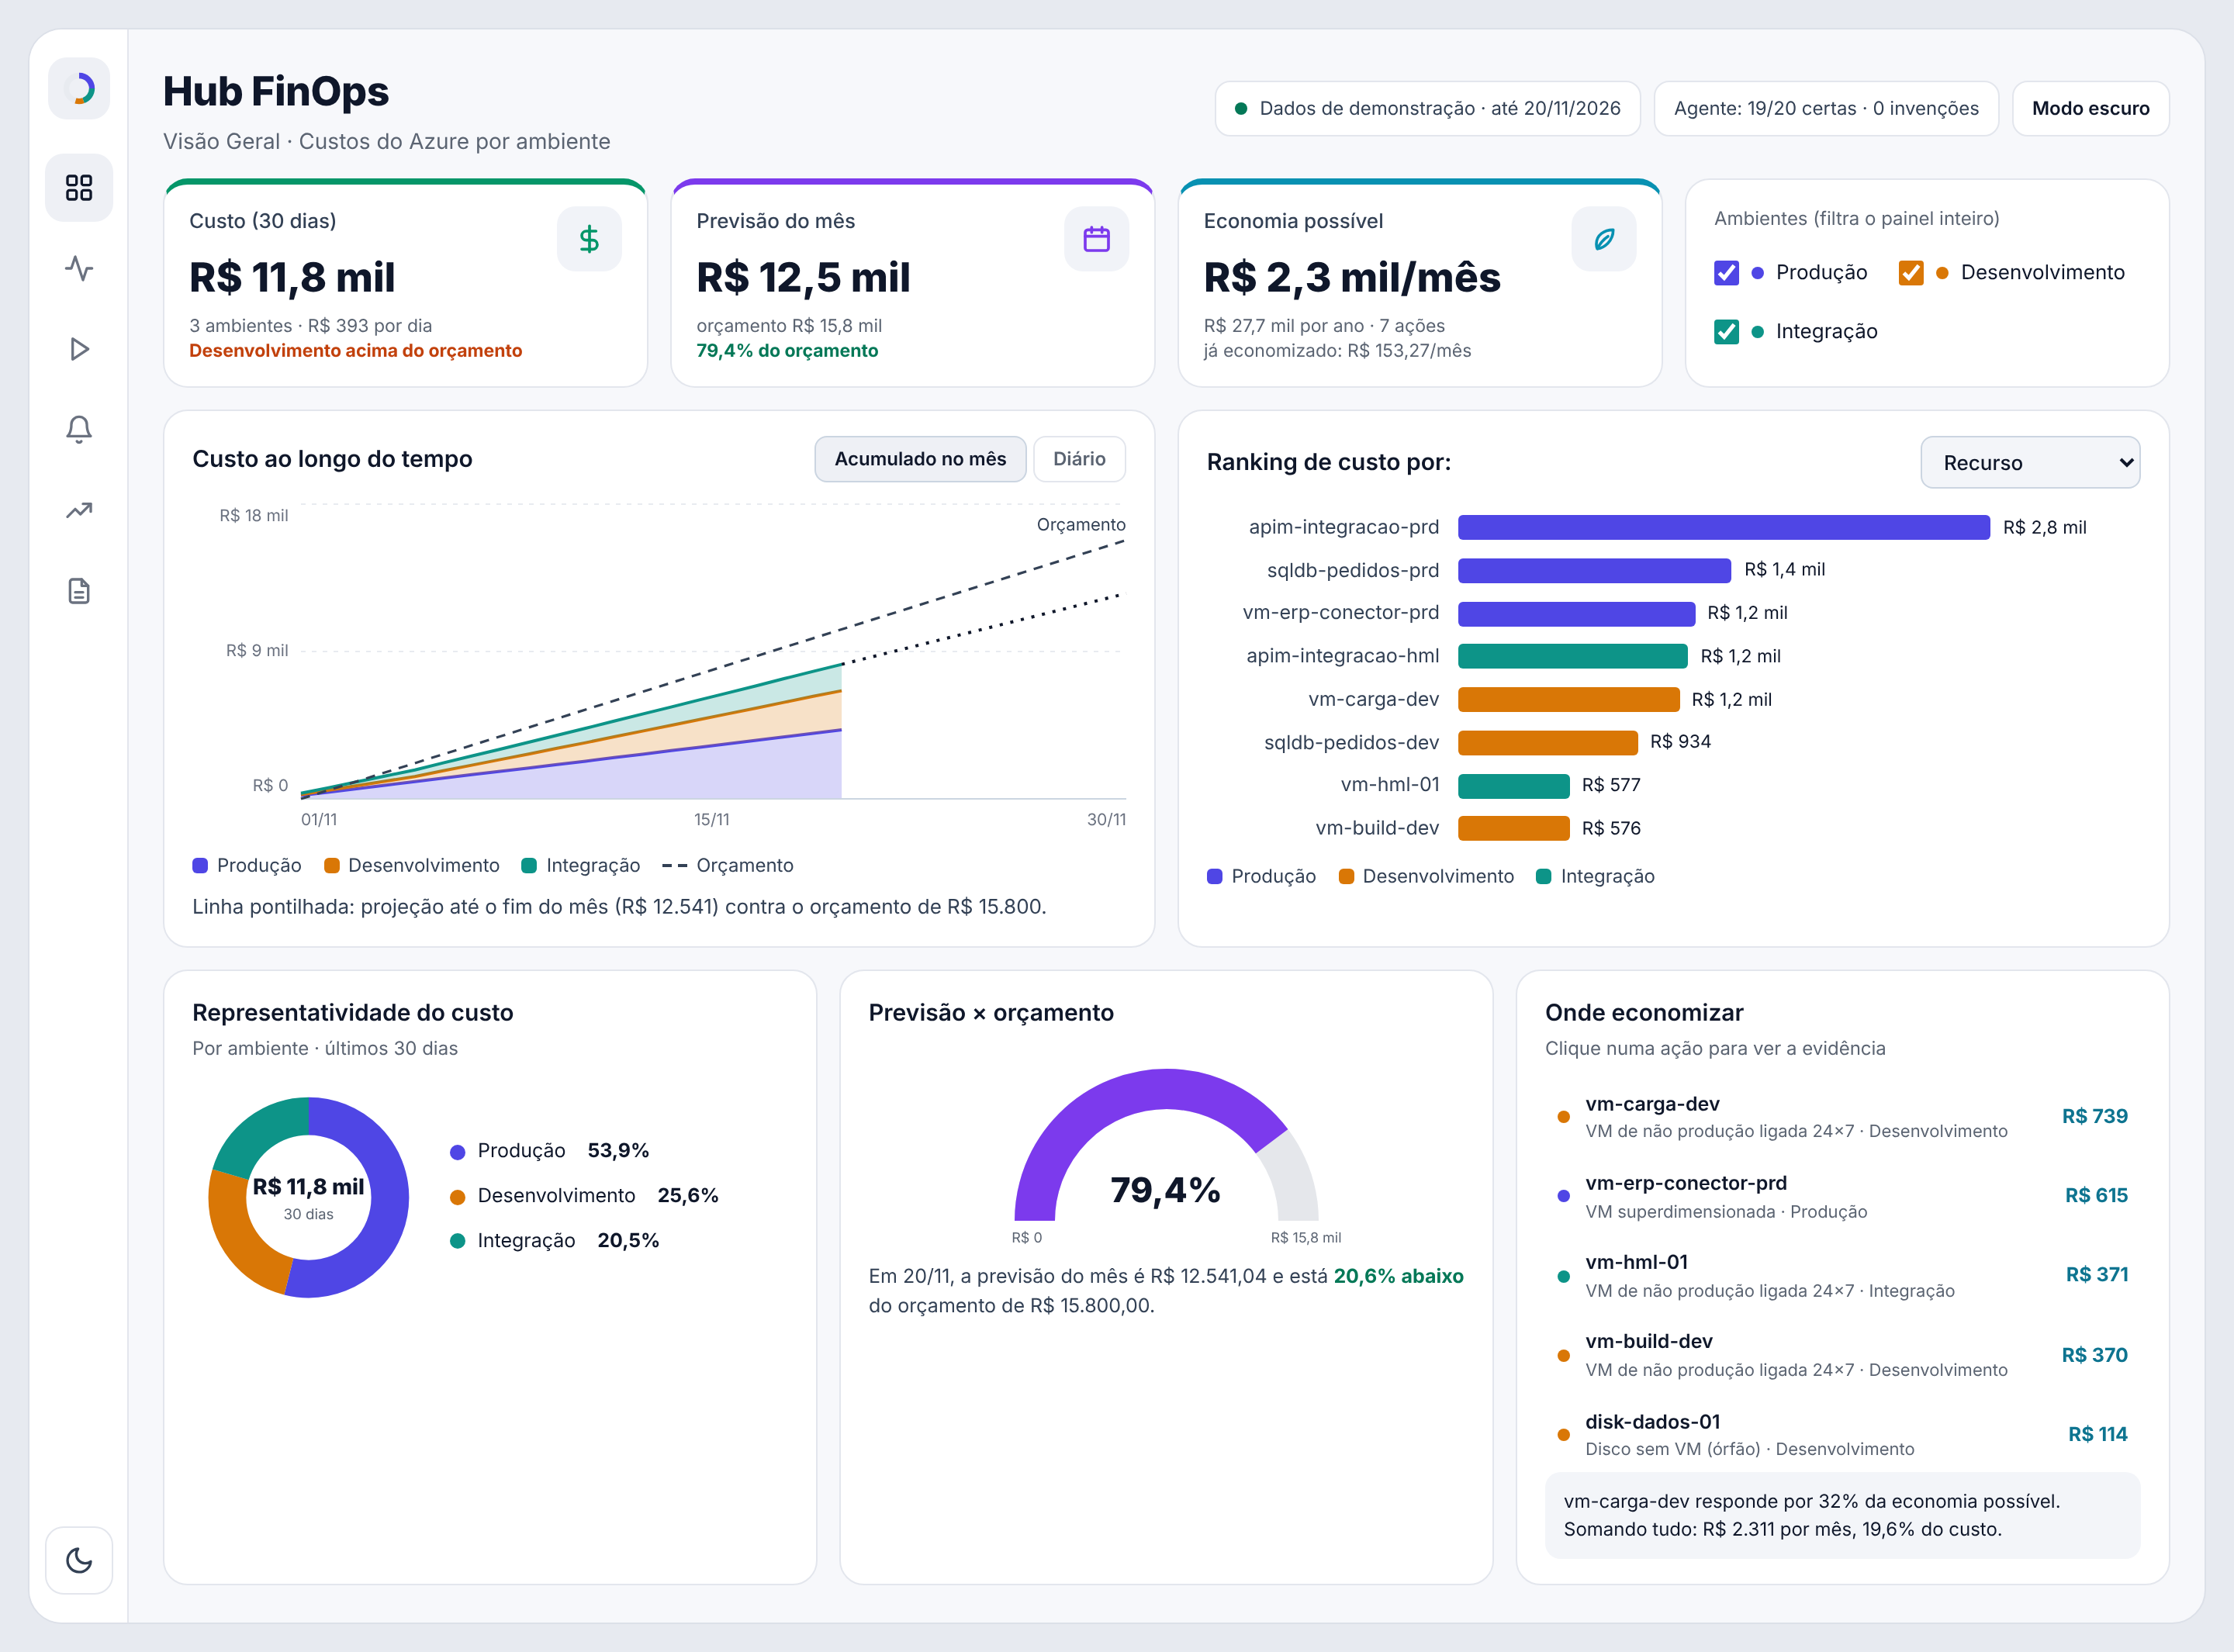 Hub FinOps
Visão Geral · Custos do Azure por ambiente
Dados de demonstração · até 20/11/2026
Agente: 19/20 certas · 0 invenções
Modo escuro
Custo (30 dias)
R$ 11,8 mil
3 ambientes · R$ 393 por dia
Desenvolvimento acima do orçamento
Previsão do mês
R$ 12,5 mil
orçamento R$ 15,8 mil
79,4% do orçamento
Economia possível
R$ 2,3 mil/mês
R$ 27,7 mil por ano · 7 ações
já economizado: R$ 153,27/mês
Ambientes (filtra o painel inteiro)
Produção
Desenvolvimento
Integração
Custo ao longo do tempo
Acumulado no mês
Diário
R$ 18 mil
Orçamento
R$ 9 mil
R$ 0
01/11
15/11
30/11
Produção
Desenvolvimento
Integração
Orçamento
Linha pontilhada: projeção até o fim do mês (R$ 12.541) contra o orçamento de R$ 15.800.
Ranking de custo por:
Recurso
apim-integracao-prd R$ 2,8 mil
sqldb-pedidos-prd R$ 1,4 mil
vm-erp-conector-prd R$ 1,2 mil
apim-integracao-hml R$ 1,2 mil
vm-carga-dev R$ 1,2 mil
sqldb-pedidos-dev R$ 934
vm-hml-01 R$ 577
vm-build-dev R$ 576
Produção
Desenvolvimento
Integração
Representatividade do custo
Por ambiente · últimos 30 dias
R$ 11,8 mil
30 dias
Produção 53,9%
Desenvolvimento 25,6%
Integração 20,5%
Previsão × orçamento
79,4%
R$ 0
R$ 15,8 mil
Em 20/11, a previsão do mês é R$ 12.541,04 e está 20,6% abaixo
do orçamento de R$ 15.800,00.
Onde economizar
Clique numa ação para ver a evidência
vm-carga-dev
VM de não produção ligada 24×7 · Desenvolvimento
R$ 739
vm-erp-conector-prd
VM superdimensionada · Produção
R$ 615
vm-hml-01
VM de não produção ligada 24×7 · Integração
R$ 371
vm-build-dev
VM de não produção ligada 24×7 · Desenvolvimento
R$ 370
disk-dados-01
Disco sem VM (órfão) · Desenvolvimento
R$ 114
vm-carga-dev responde por 32% da economia possível.
Somando tudo: R$ 2.311 por mês, 19,6% do custo.